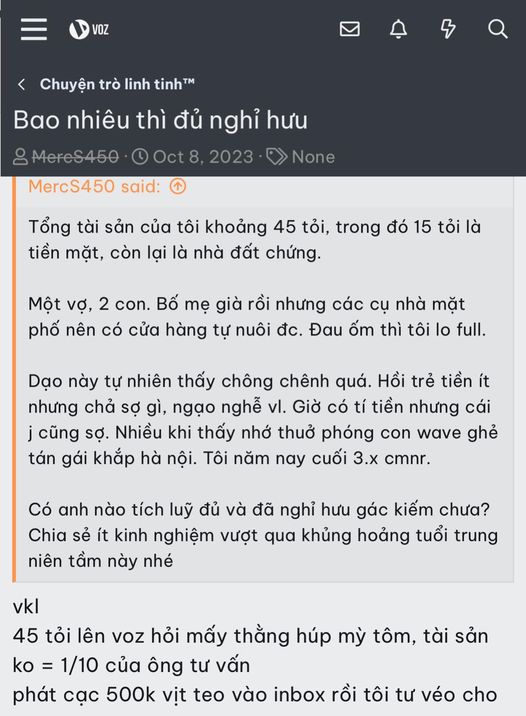 VOZ
Chuyện trò linh tinh™
Bao nhiêu thì đủ nghỉ hưu
MercS450 · Oct 8, 2023 · None
MercS450 said:
Tổng tài sản của tôi khoảng 45 tỏi, trong đó 15 tỏi là
tiền mặt, còn lại là nhà đất chứng.
Một vợ, 2 con. Bố mẹ già rồi nhưng các cụ nhà mặt
phố nên có cửa hàng tự nuôi đc. Đau ốm thì tôi lo full.
Dạo này tự nhiên thấy chông chênh quá. Hồi trẻ tiền ít
nhưng chả sợ gì, ngạo nghễ vl. Giờ có tí tiền nhưng cái
j cũng sợ. Nhiều khi thấy nhớ thuở phóng con wave ghẻ
tán gái khắp hà nội. Tôi năm nay cuối 3.x cmnr.
Có anh nào tích luỹ đủ và đã nghỉ hưu gác kiếm chưa?
Chia sẻ ít kinh nghiệm vượt qua khủng hoảng tuổi trung
niên tầm này nhé
vkl
45 tỏi lên voz hỏi mấy thằng húp mỳ tôm, tài sản
ko = 1/10 của ông tư vấn
phát cạc 500k vịt teo vào inbox rồi tôi tư véo cho